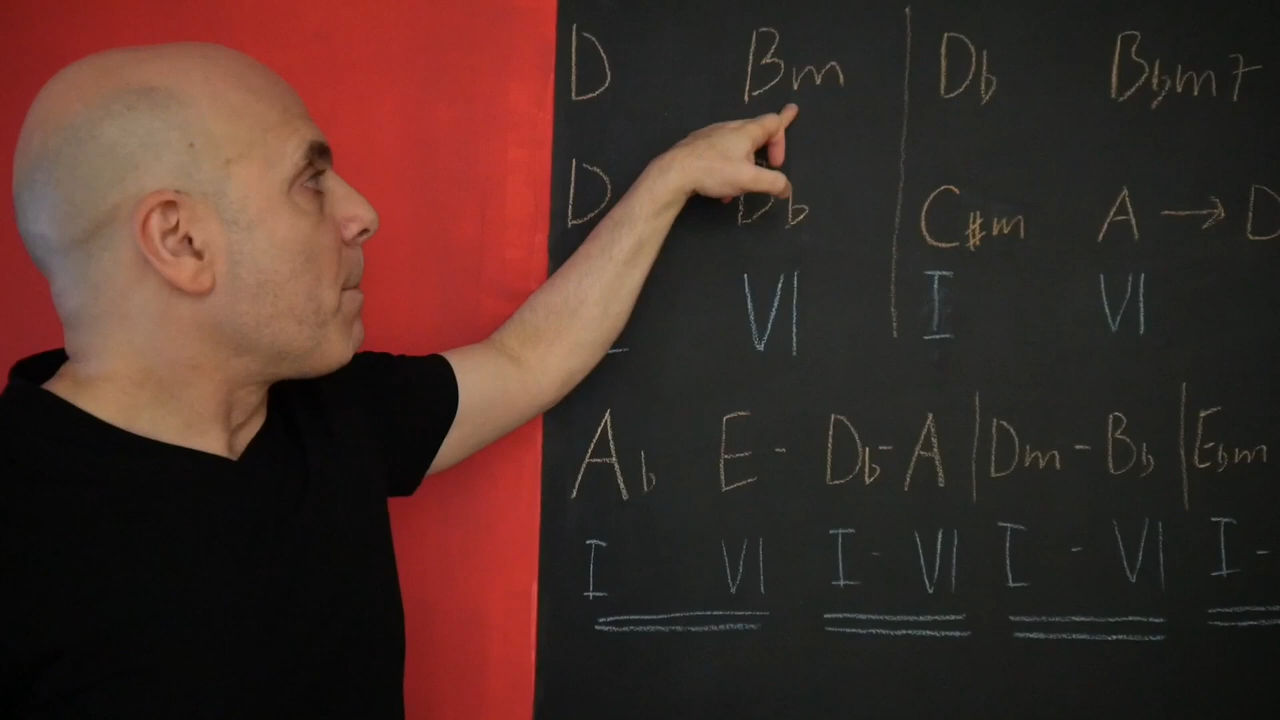 D Bm | Db Bbm7
D Db | C#m A → D
VI I VI
Ab E - Db - A | Dm - Bb | Ebm -
I VI I - VI I - VI I -